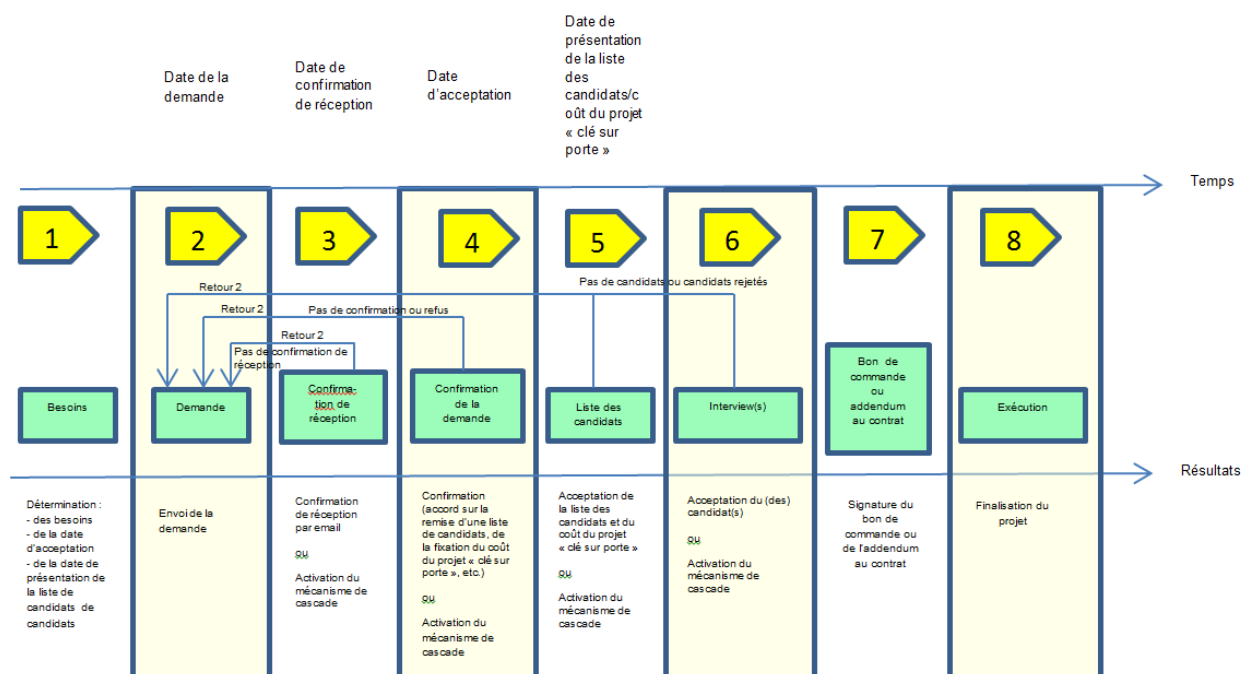 Date de la
demande
Date de
confirmation
de réception
Date
d'acceptation
Date de
présentation
de la liste
des
candidats/c
oût du projet
« clé sur
porte »
Temps
1
2
3
4
5
6
7
8
Retour 2
Pas de candidats ou candidats rejetés
Retour 2
Pas de confirmation ou refus
Retour 2
Pas de confirmation de
réception
Besoins
Demande
Confirma-
tion de
réception
Confirmation
de la
demande
Liste des
candidats
Interview(s)
Bon de
commande
ou
addendum
au contrat
Exécution
Résultats
Détermination :
- des besoins
- de la date
d'acceptation
- de la date de
présentation de
la liste de
candidats de
candidats
Envoi de la
demande
Confirmation
de réception
par email
ou
Activation du
mécanisme de
cascade
Confirmation
(accord sur la
remise d'une liste
de candidats, de
la fixation du coût
du projet « clé sur
porte », etc.)
ou
Activation du
mécanisme de
cascade
Acceptation de
la liste des
candidats et du
coût du projet
« clé sur porte »
ou
Activation du
mécanisme de
cascade
Acceptation du (des)
candidat(s)
ou
Activation du
mécanisme de
cascade
Signature du
bon de
commande ou
de l'addendum
au contrat
Finalisation du
projet